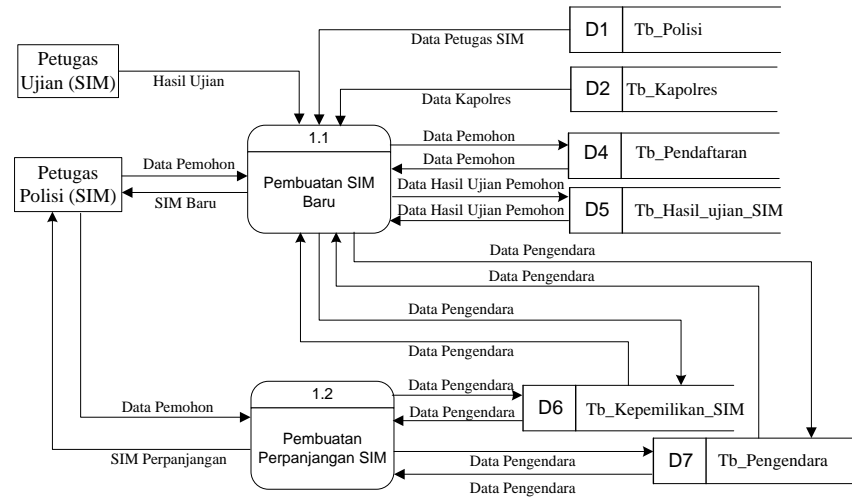 D1
Tb_Polisi
Data Petugas SIM
Petugas
Ujian (SIM)
Hasil Ujian
D2
Tb_Kapolres
Data Kapolres
1.1
Pembuatan SIM
Baru
Data Pemohon
Data Pemohon
D4
Tb_Pendaftaran
Petugas
Polisi (SIM)
Data Pemohon
SIM Baru
Data Hasil Ujian Pemohon
Data Hasil Ujian Pemohon
D5
Tb_Hasil_ujian_SIM
Data Pengendara
Data Pengendara
Data Pengendara
Data Pengendara
1.2
Pembuatan
Perpanjangan SIM
Data Pengendara
Data Pengendara
D6
Tb_Kepemilikan_SIM
Data Pemohon
SIM Perpanjangan
Data Pengendara
Data Pengendara
D7
Tb_Pengendara